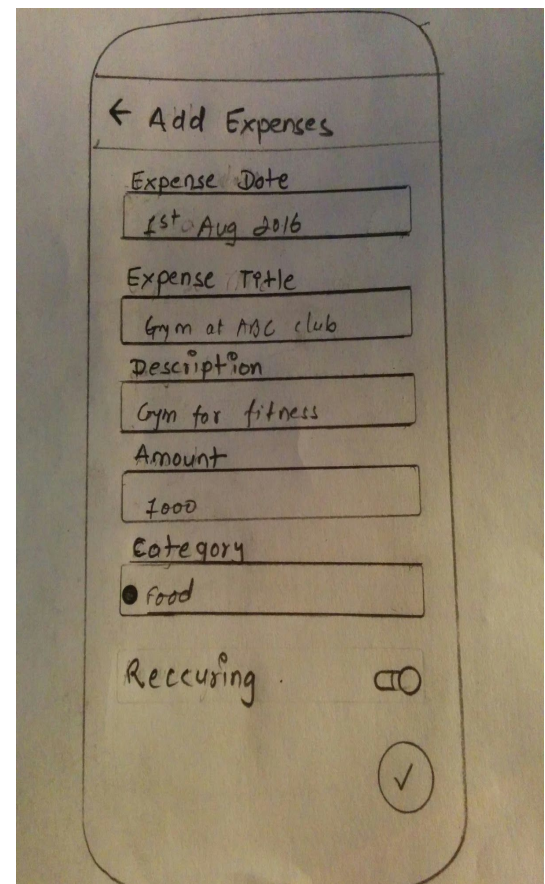 ← Add Expenses
Expense Date
1st Aug 2016
Expense Title
Gym at ABC club
Description
Gym for fitness
Amount
1000
Category
Food
Reccuring